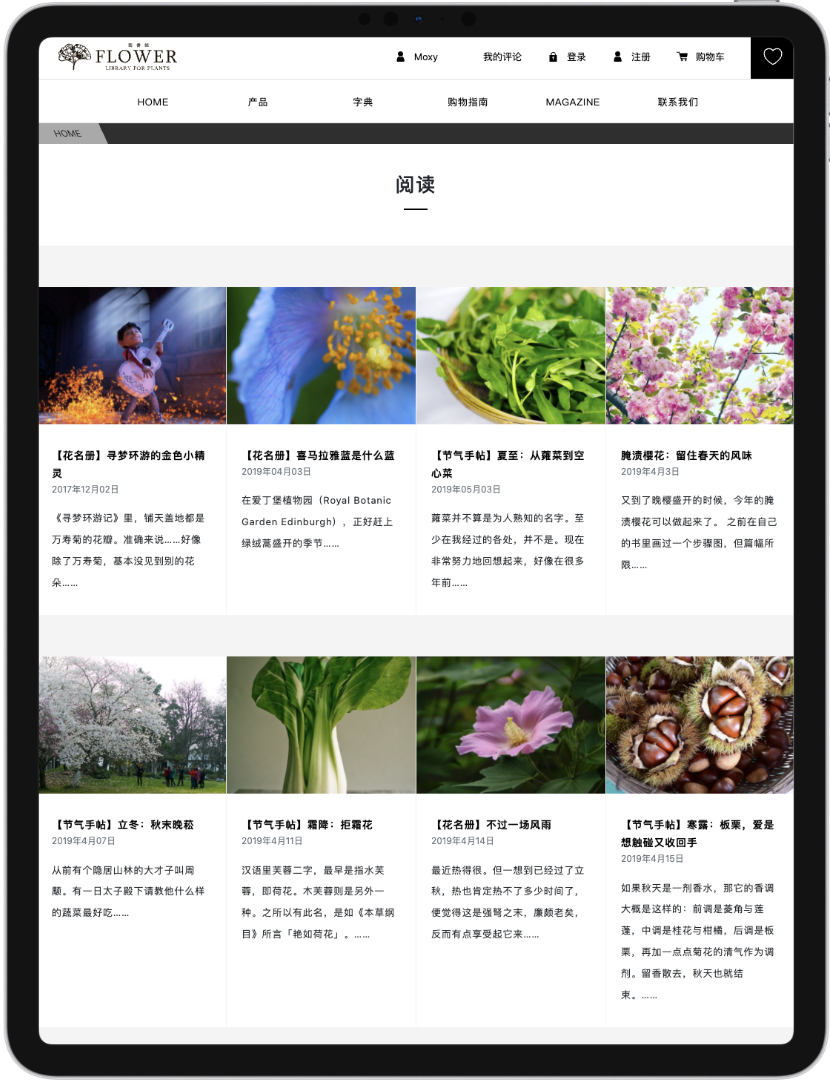 FLOWER
LIBRARY FOR PLANTS
Moxy
我的评论
登录
注册
购物车
HOME
产品
字典
购物指南
MAGAZINE
联系我们
HOME
阅读
【花名册】寻梦环游的金色小精
灵
2017年12月02日
《寻梦环游记》里，铺天盖地都是
万寿菊的花瓣。准确来说……好像
除了万寿菊，基本没见到别的花
朵……
【花名册】喜马拉雅蓝是什么蓝
2019年04月03日
在爱丁堡植物园（Royal Botanic
Garden Edinburgh），正好赶上
绿绒蒿盛开的季节……
【节气手帖】夏至：从蕹菜到空
心菜
2019年05月03日
蕹菜并不算是为人熟知的名字。至
少在我经过的各处，并不是。现在
非常努力地回想起来，好像在很多
年前……
腌渍樱花：留住春天的风味
2019年4月3日
又到了晚樱盛开的时候，今年的腌
渍樱花可以做起来了。 之前在自己
的书里画过一个步骤图，但篇幅所
限……
【节气手帖】立冬：秋末晚菘
2019年4月07日
从前有个隐居山林的大才子叫周
颙。有一日太子殿下请教他什么样
的蔬菜最好吃……
【节气手帖】霜降：拒霜花
2019年4月11日
汉语里芙蓉二字，最早是指水芙
蓉，即荷花。木芙蓉则是另外一
种。之所以有此名，是如《本草纲
目》所言「艳如荷花」。……
【花名册】不过一场风雨
2019年4月14日
最近热得很。但一想到已经过了立
秋，热也肯定热不了多少时间了，
便觉得这是强弩之末，廉颇老矣，
反而有点享受起它来……
【节气手帖】寒露：板栗，爱是
想触碰又收回手
2019年4月15日
如果秋天是一剂香水，那它的香调
大概是这样的：前调是菱角与莲
蓬，中调是桂花与柑橘，后调是板
栗，再加一点点菊花的清气作为调
剂。留香散去，秋天也就结
束。……